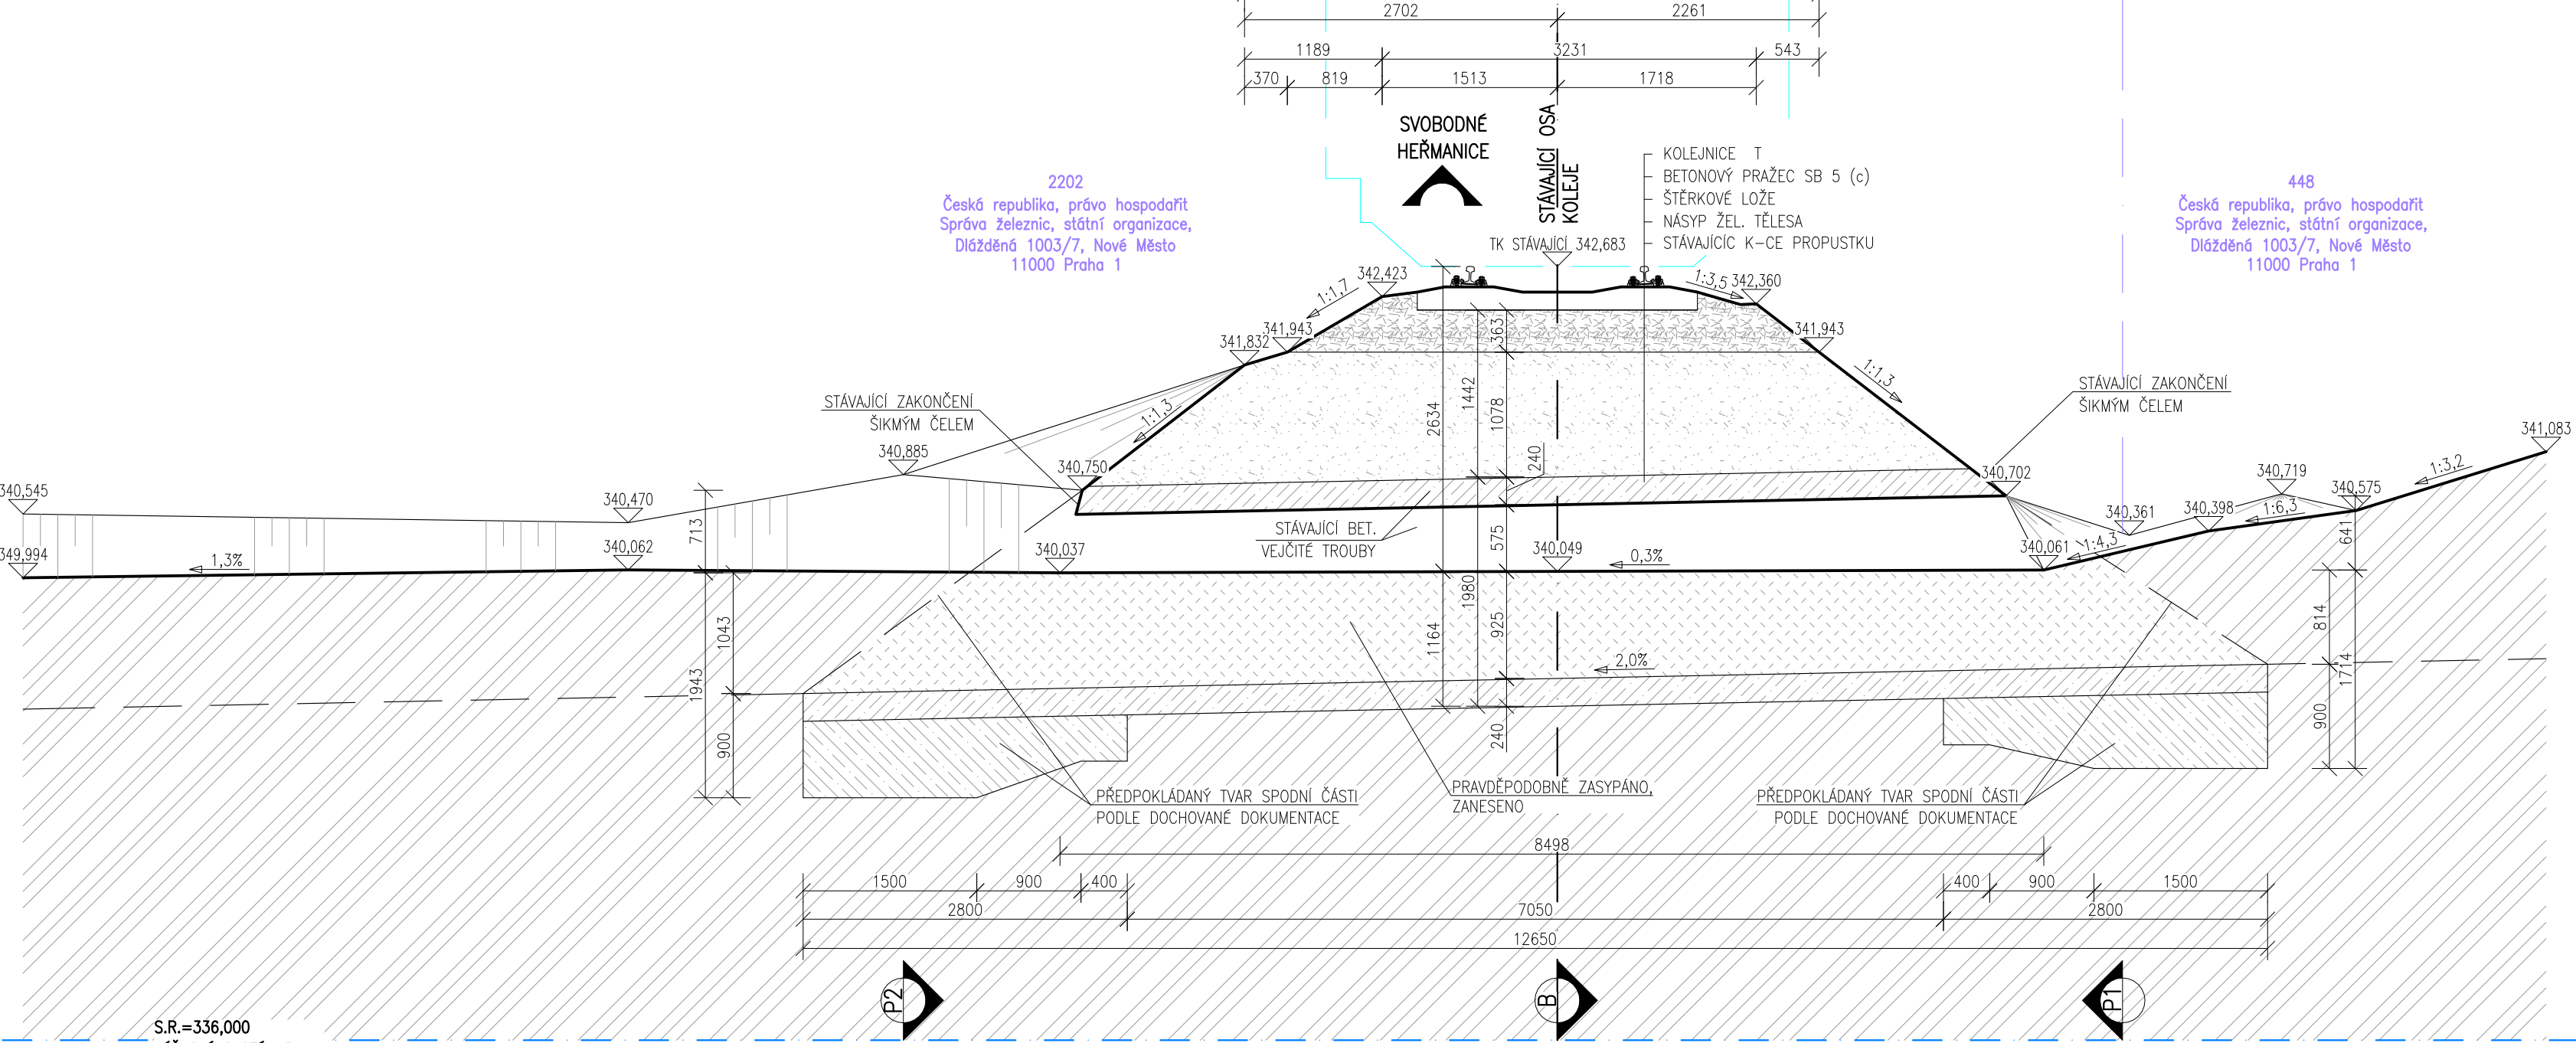 2702
2261
1189
3231
543
370
819
1513
1718
SVOBODNÉ
HEŘMANICE
STÁVAJÍCÍ OSA
KOLEJE
KOLEJNICE T
BETONOVÝ PRAŽEC SB 5 (c)
ŠTĚRKOVÉ LOŽE
NÁSYP ŽEL. TĚLESA
STÁVAJÍCÍC K-CE PROPUSTKU
2202
Česká republika, právo hospodařit
Správa železnic, státní organizace,
Dlážděná 1003/7, Nové Město
11000 Praha 1
448
Česká republika, právo hospodařit
Správa železnic, státní organizace,
Dlážděná 1003/7, Nové Město
11000 Praha 1
TK STÁVAJÍCÍ 342,683
342,423
1:1,7
1:3,5
342,360
341,943
341,832
341,943
363
1442
1078
2634
240
1:1,3
1:1,3
STÁVAJÍCÍ ZAKONČENÍ
ŠIKMÝM ČELEM
STÁVAJÍCÍ ZAKONČENÍ
ŠIKMÝM ČELEM
340,885
340,750
340,702
340,545
340,470
340,719
340,575
341,083
1:3,2
1:6,3
340,361
340,398
1:4,3
641
713
STÁVAJÍCÍ BET.
VEJČITÉ TROUBY
575
349,994
1,3%
340,062
340,037
340,049
0,3%
340,061
1980
1164
925
2,0%
1043
1943
900
814
1714
900
240
PŘEDPOKLÁDANÝ TVAR SPODNÍ ČÁSTI
PODLE DOCHOVANÉ DOKUMENTACE
PRAVDĚPODOBNĚ ZASYPÁNO,
ZANESENO
PŘEDPOKLÁDANÝ TVAR SPODNÍ ČÁSTI
PODLE DOCHOVANÉ DOKUMENTACE
8498
1500
900
400
400
900
1500
2800
7050
2800
12650
P2
B
P1
S.R.=336,000